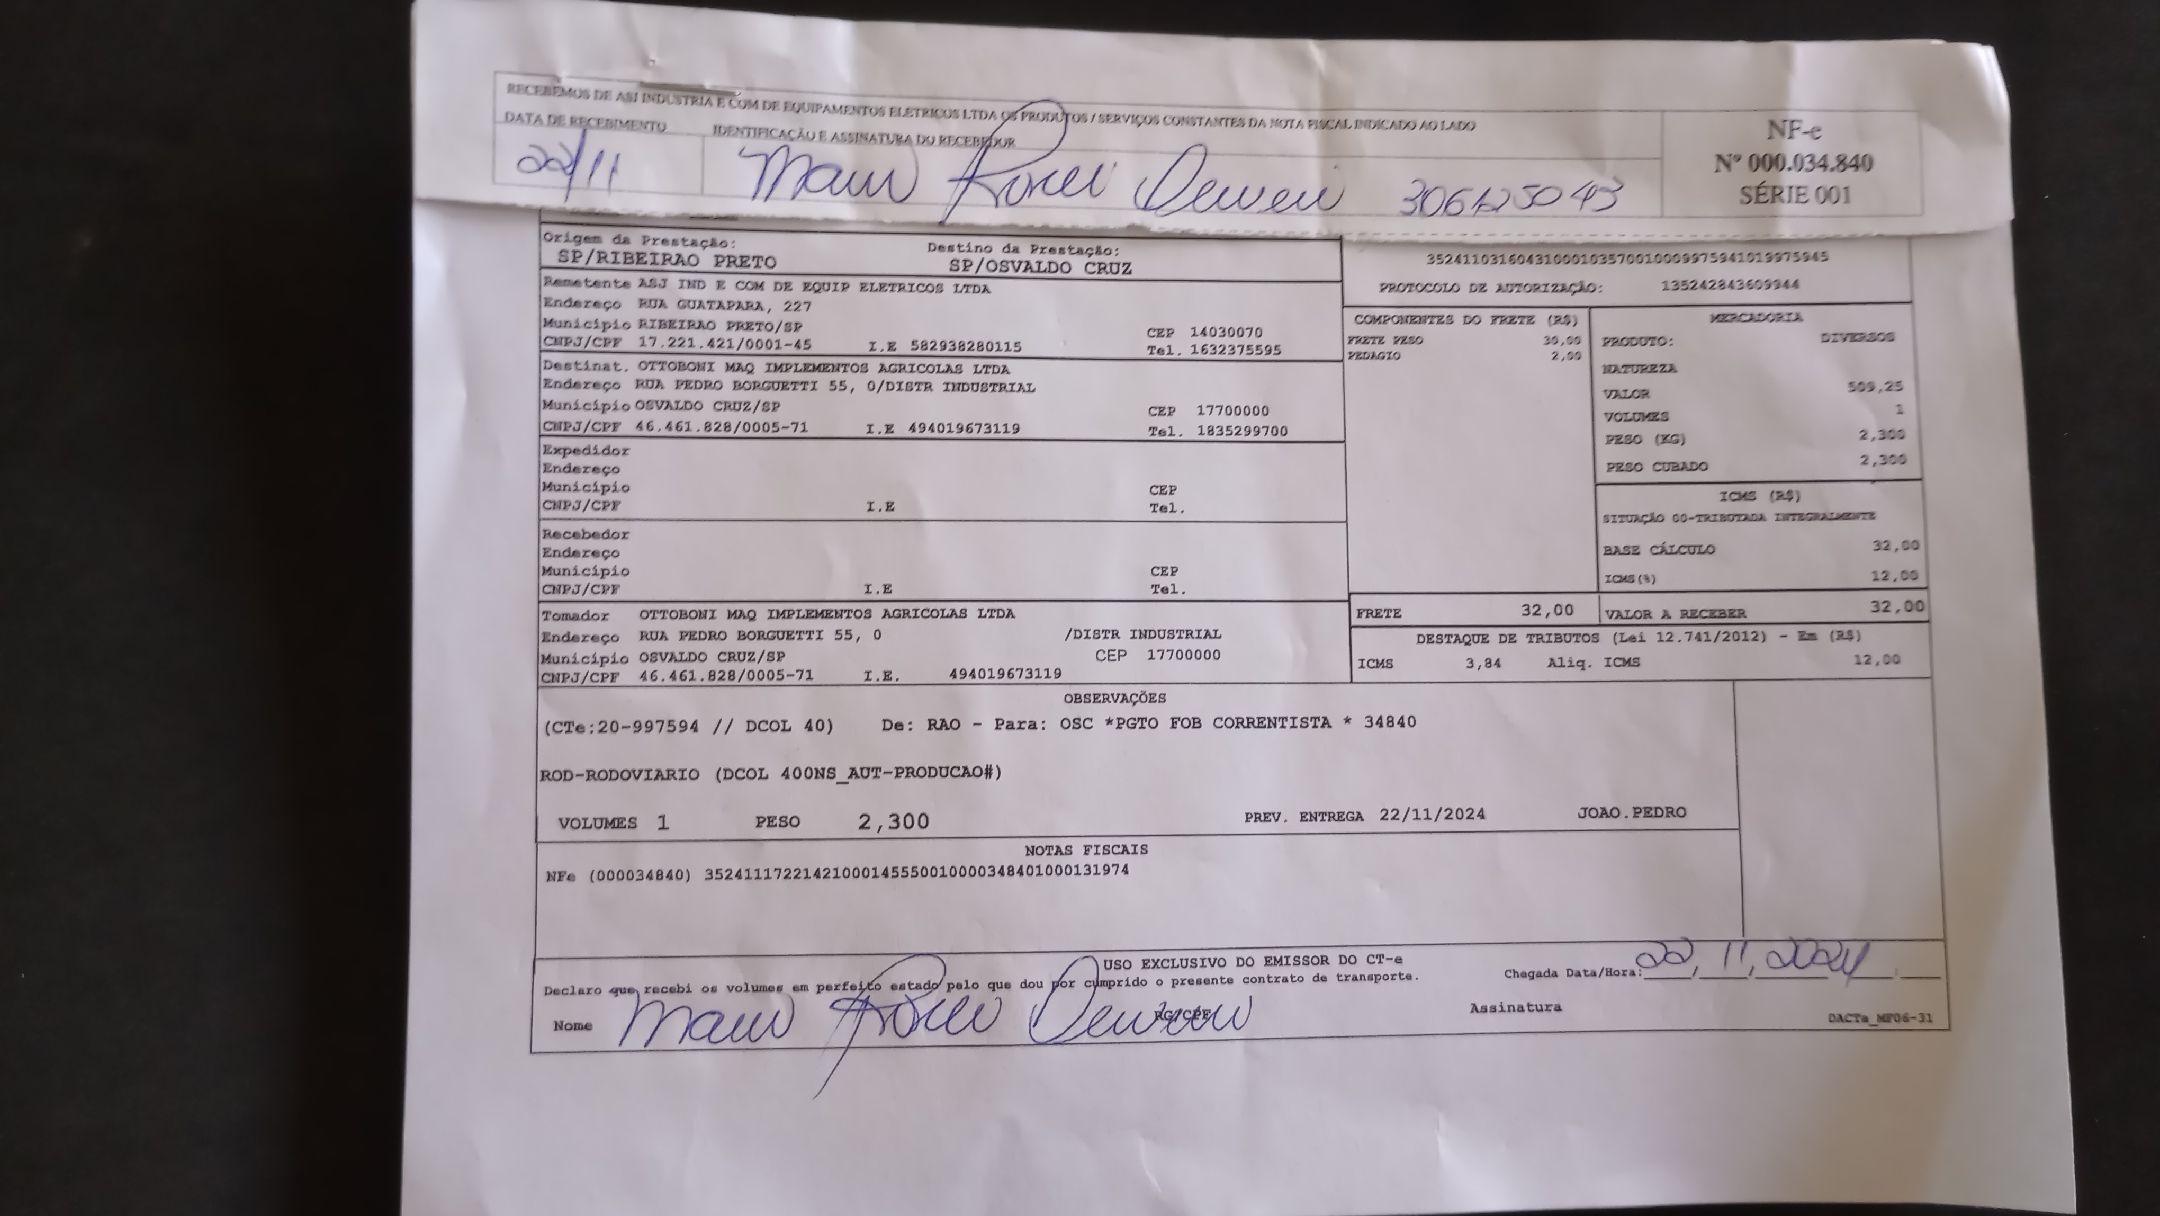 RECEBEMOS DE ASJ INDUSTRIA E COM DE EQUIPAMENTOS ELETRICOS LTDA OS PRODUTOS / SERVIÇOS CONSTANTES DA NOTA FISCAL INDICADO AO LADO
DATA DE RECEBIMENTO IDENTIFICAÇÃO E ASSINATURA DO RECEBEDOR
22/11
NF-e
Nº 000.034.840
SÉRIE 001
Origem da Prestação: Destino da Prestação:
SP/RIBEIRAO PRETO SP/OSVALDO CRUZ
PROTOCOLO DE AUTORIZAÇÃO: 135242843609944
Remetente ASJ IND E COM DE EQUIP ELETRICOS LTDA
Endereço RUA GUATAPARA, 227
Município RIBEIRAO PRETO/SP CEP 14030070
CNPJ/CPF 17.221.421/0001-45 I.E 582938280115 Tel. 1632375595
Destinat. OTTOBONI MAQ IMPLEMENTOS AGRICOLAS LTDA
Endereço RUA PEDRO BORGUETTI 55, 0/DISTR INDUSTRIAL
Município OSVALDO CRUZ/SP CEP 17700000
CNPJ/CPF 46.461.828/0005-71 I.E 494019673119 Tel. 1835299700
Expedidor
Endereço
Município CEP
CNPJ/CPF I.E Tel.
Recebedor
Endereço
Município CEP
CNPJ/CPF I.E Tel.
Tomador OTTOBONI MAQ IMPLEMENTOS AGRICOLAS LTDA
Endereço RUA PEDRO BORGUETTI 55, 0 /DISTR INDUSTRIAL
Município OSVALDO CRUZ/SP CEP 17700000
CNPJ/CPF 46.461.828/0005-71 I.E. 494019673119
COMPONENTES DO FRETE (R$)
FRETE PESO 30,00
PEDAGIO 2,00
MERCADORIA
PRODUTO: DIVERSOS
NATUREZA
VALOR 509,25
VOLUMES 1
PESO (KG) 2,300
PESO CUBADO 2,300
ICMS (R$)
SITUAÇÃO 00-TRIBUTADA INTEGRALMENTE
BASE CÁLCULO 32,00
ICMS(%) 12,00
FRETE 32,00 VALOR A RECEBER 32,00
DESTAQUE DE TRIBUTOS (Lei 12.741/2012) - Em (R$)
ICMS 3,84 Aliq. ICMS 12,00
OBSERVAÇÕES
(CTe:20-997594 // DCOL 40) De: RAO - Para: OSC *PGTO FOB CORRENTISTA * 34840
ROD-RODOVIARIO (DCOL 400NS_AUT-PRODUCAO#)
VOLUMES 1 PESO 2,300 PREV. ENTREGA 22/11/2024 JOAO.PEDRO
NOTAS FISCAIS
NFe (000034840) 35241117221421000145550010000348401000131974
USO EXCLUSIVO DO EMISSOR DO CT-e
Declaro que recebi os volumes em perfeito estado pelo que dou por cumprido o presente contrato de transporte.
Chegada Data/Hora: 22, 11, 2024
Nome RG/CPF Assinatura
DACTe_MF06-31